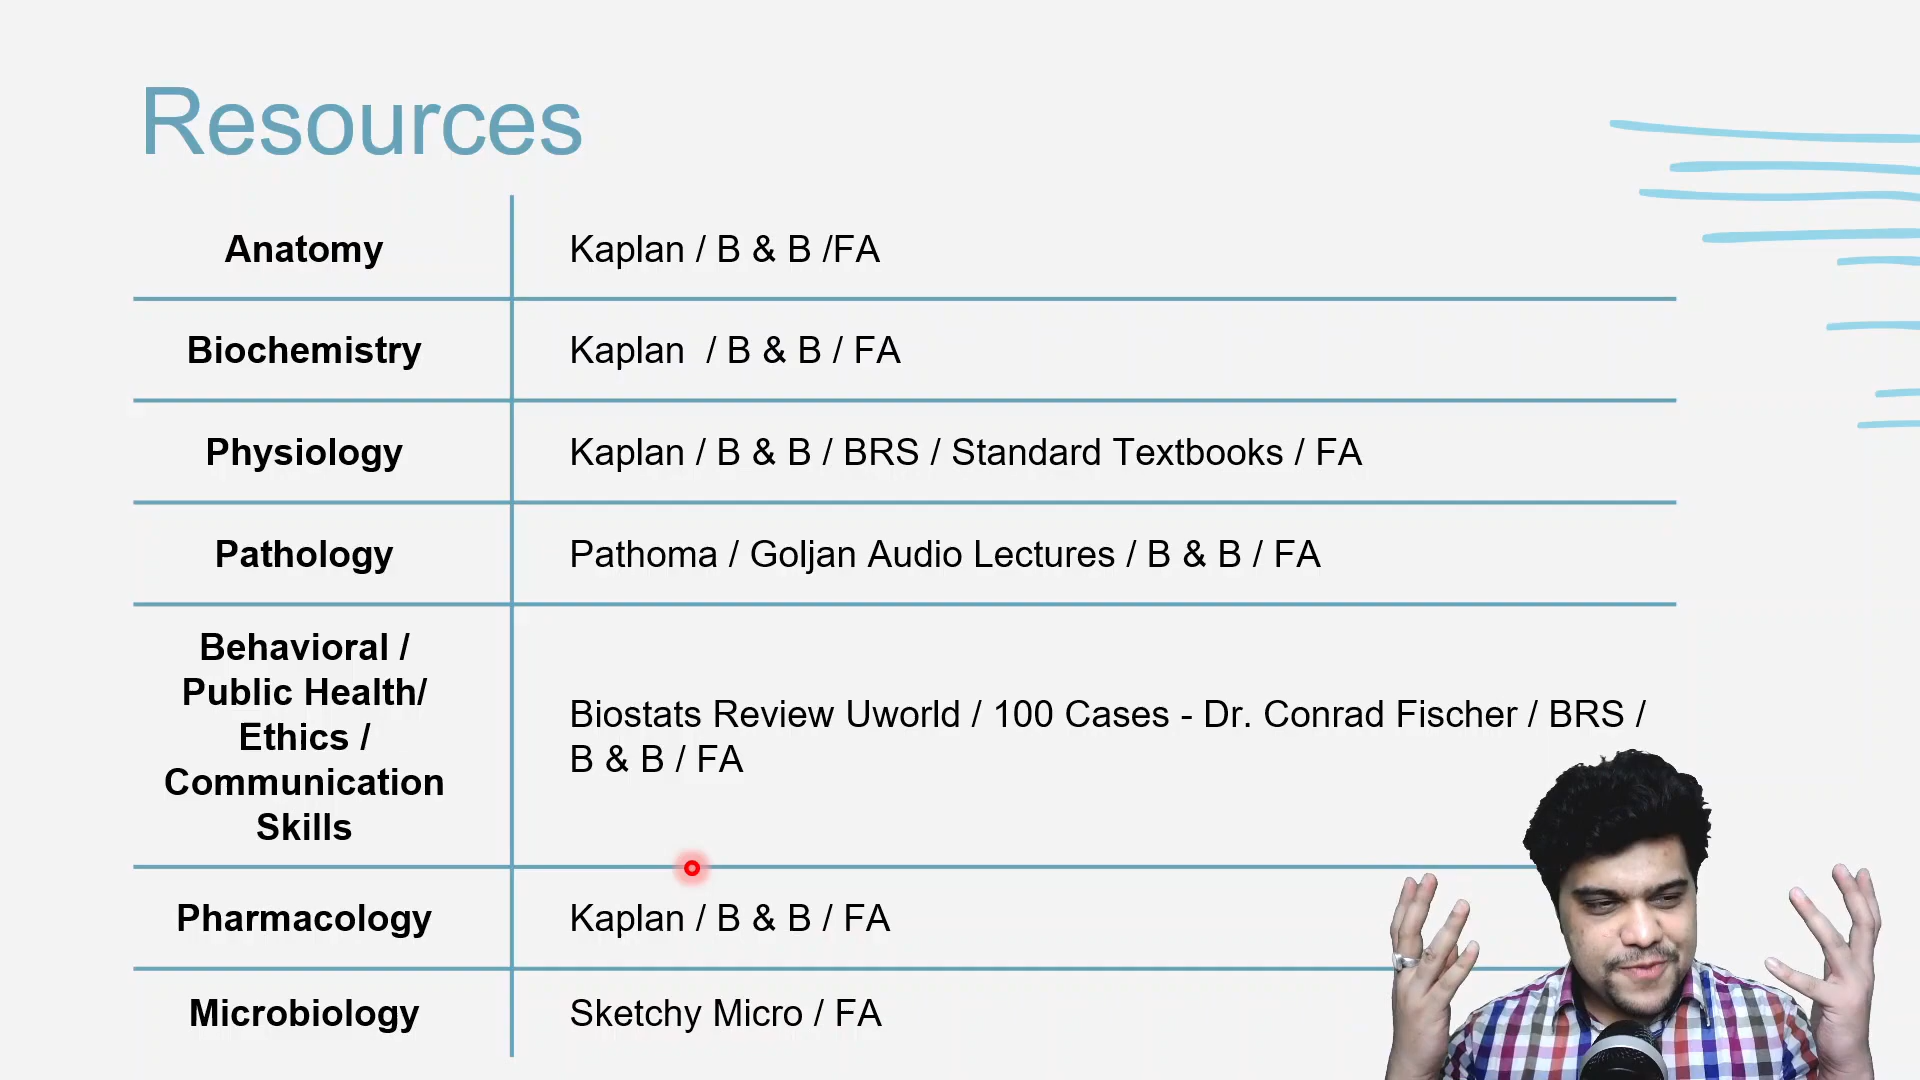 Resources
Anatomy
Kaplan / B & B /FA
Biochemistry
Kaplan  / B & B / FA
Physiology
Kaplan / B & B / BRS / Standard Textbooks / FA
Pathology
Pathoma / Goljan Audio Lectures / B & B / FA
Behavioral /
Public Health/
Ethics /
Communication
Skills
Biostats Review Uworld / 100 Cases - Dr. Conrad Fischer / BRS /
B & B / FA
Pharmacology
Kaplan / B & B / FA
Microbiology
Sketchy Micro / FA